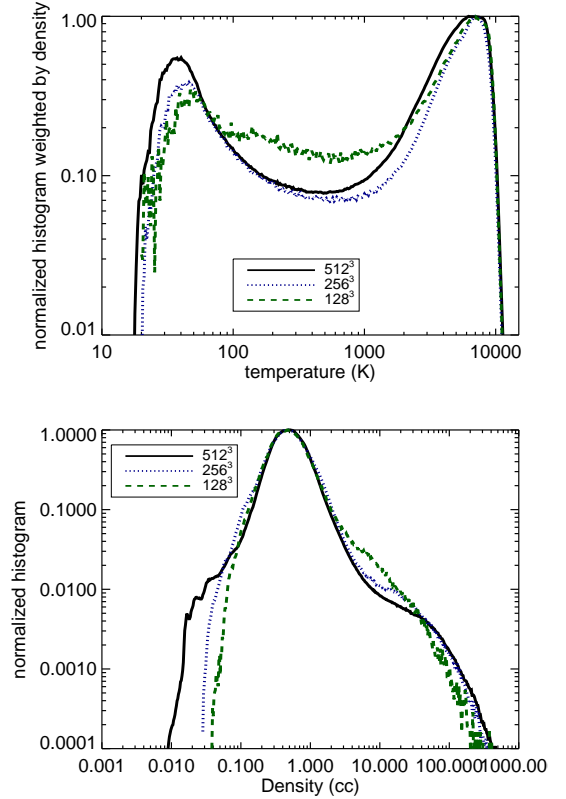 normalized histogram weighted by density
1.00
0.10
0.01
512³
256³
128³
10 100 1000 10000
temperature (K)
normalized histogram
1.0000
0.1000
0.0100
0.0010
0.0001
512³
256³
128³
0.001 0.010 0.100 1.000 10.000 100.0001000.00
Density (cc)